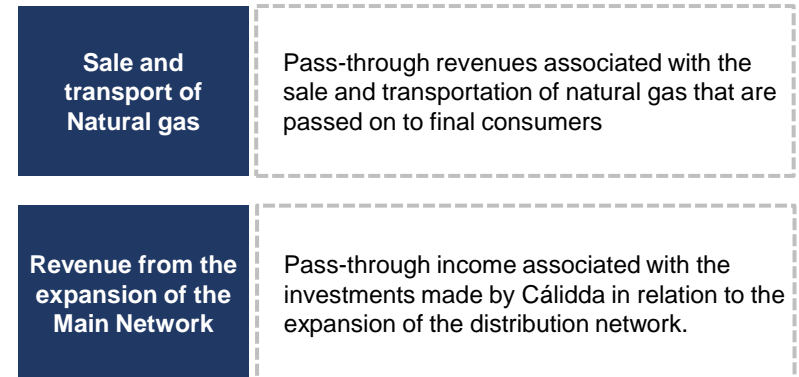 Sale and
transport of
Natural gas
Pass-through revenues associated with the
sale and transportation of natural gas that are
passed on to final consumers
Revenue from the
expansion of the
Main Network
Pass-through income associated with the
investments made by Cálidda in relation to the
expansion of the distribution network.